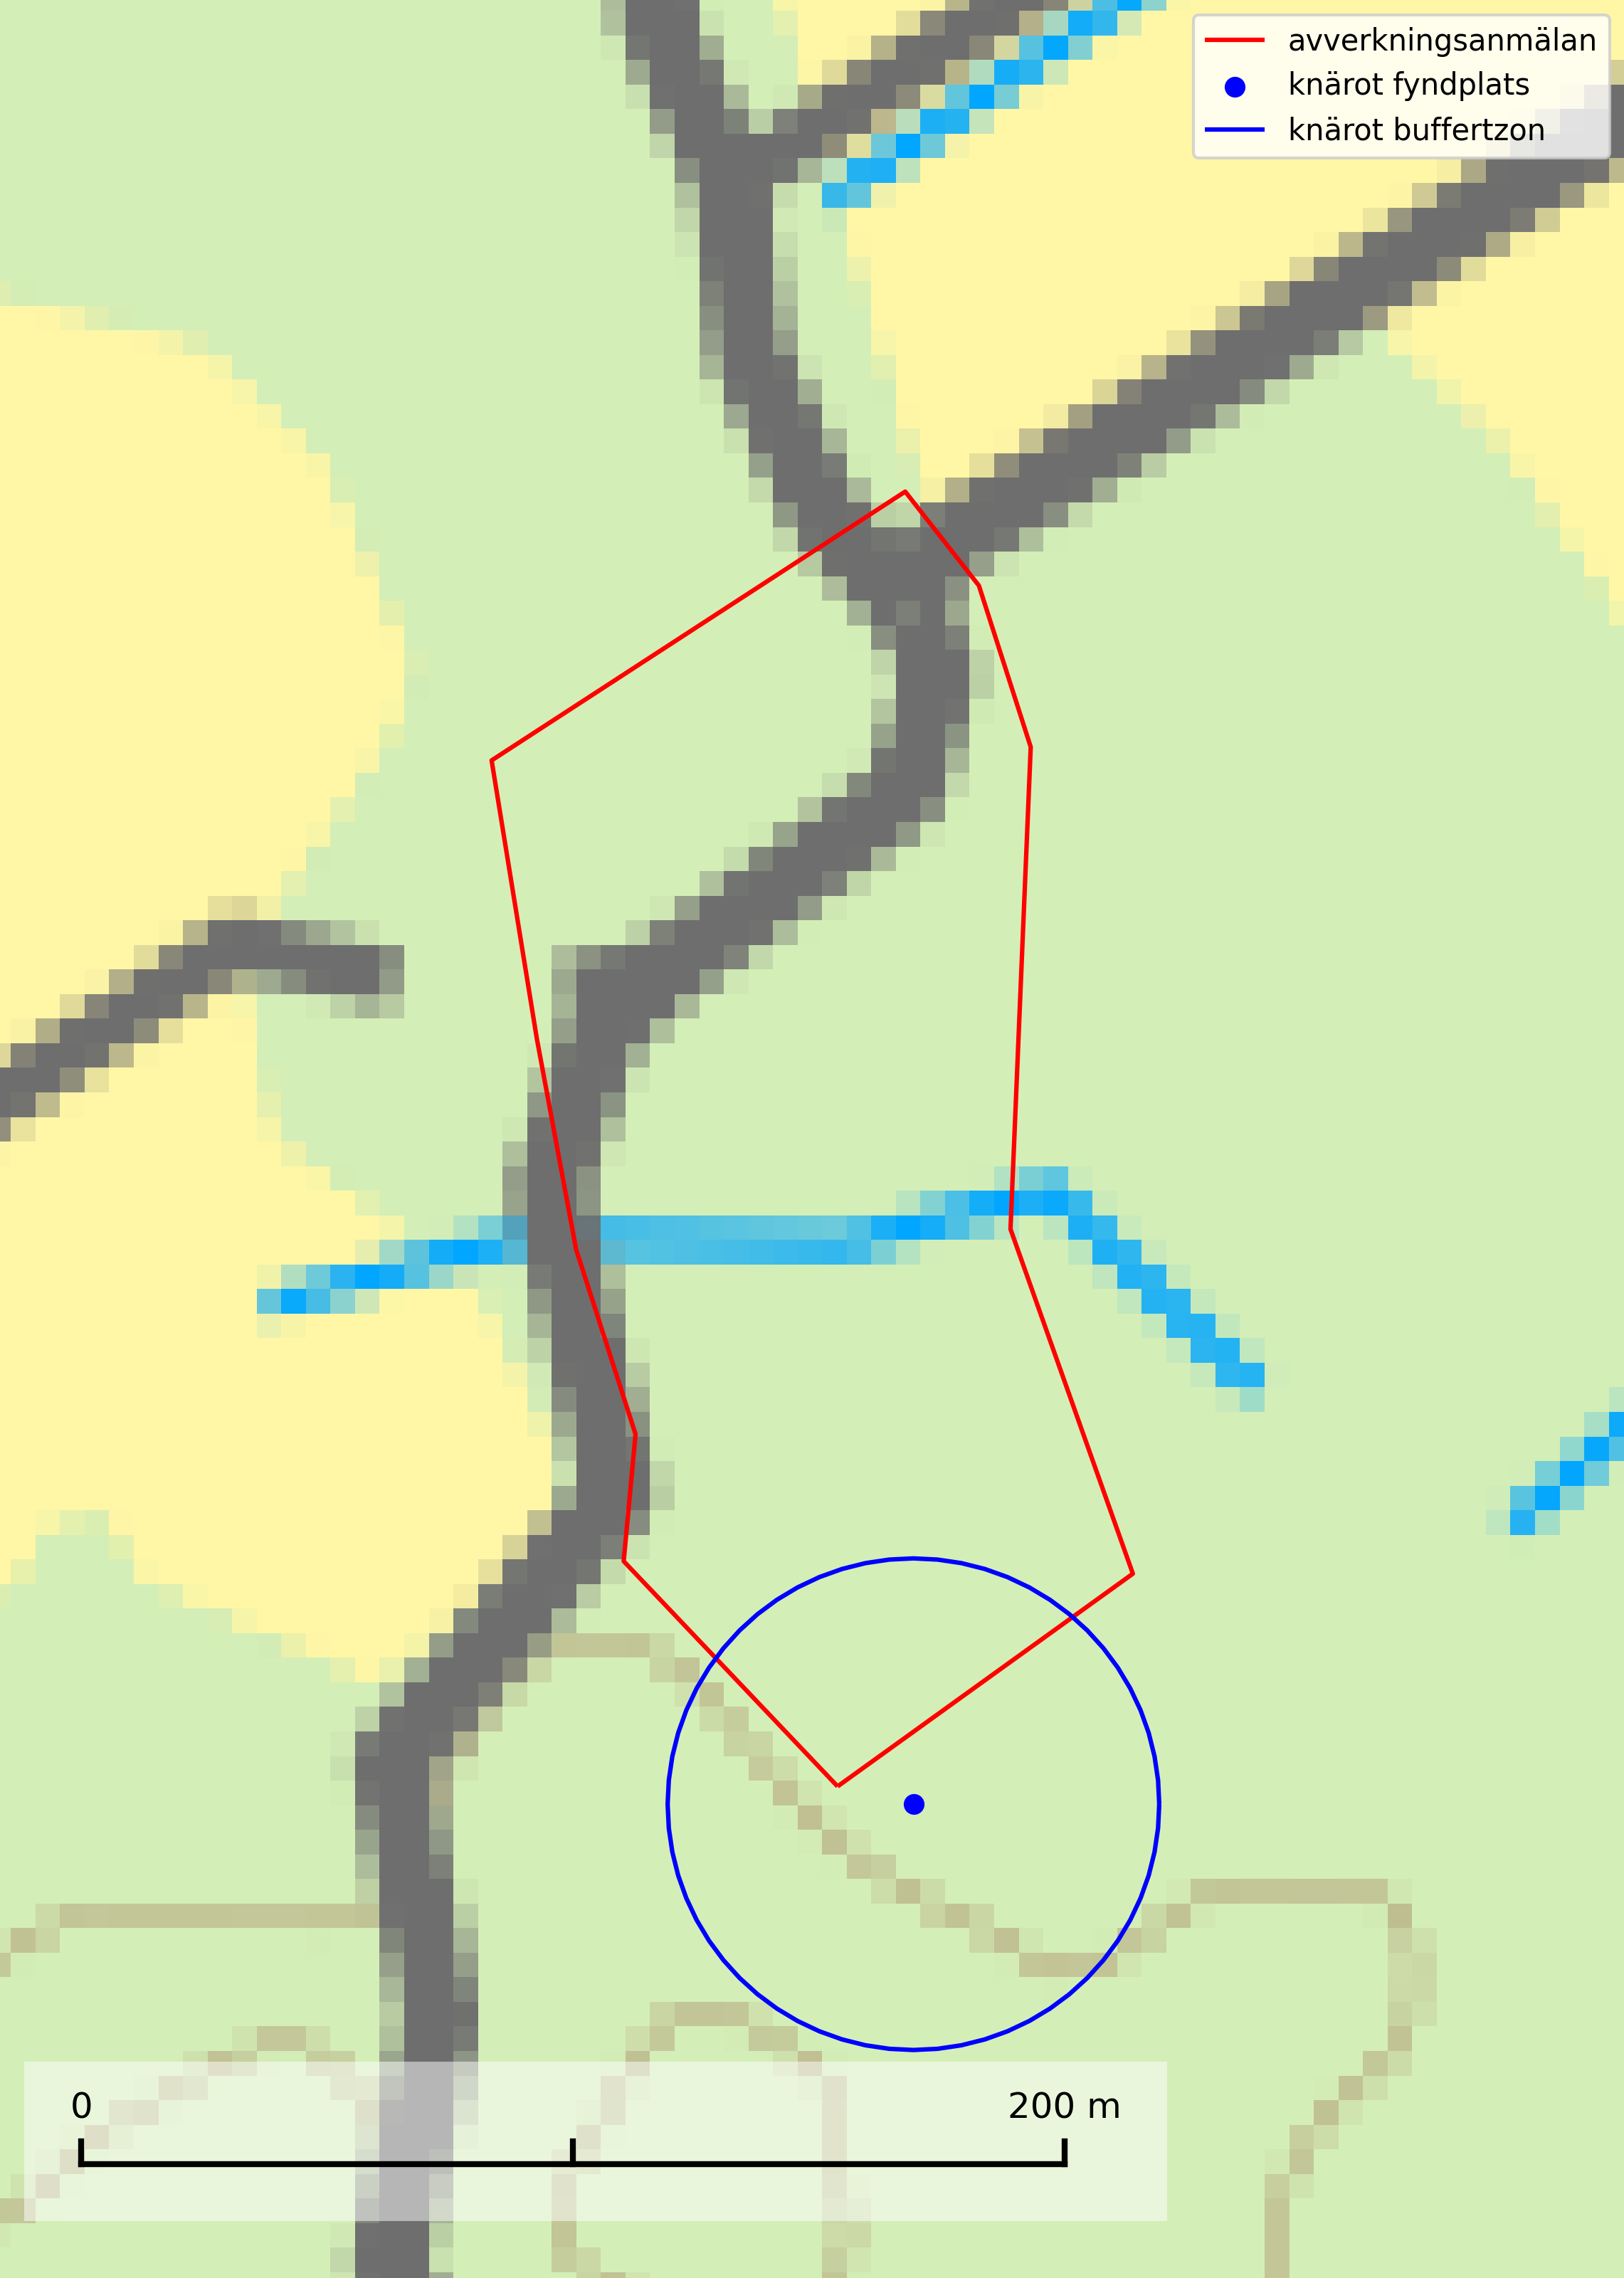 avverkningsanmälan
knärot fyndplats
knärot buffertzon
0 200 m